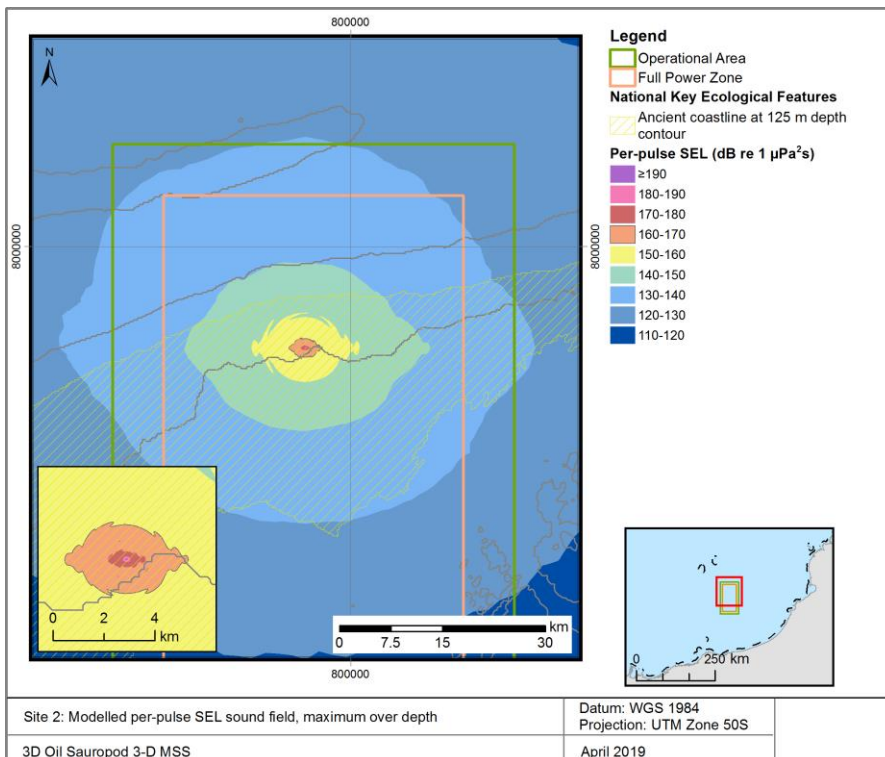 800000
Legend
N
Operational Area
Full Power Zone
National Key Ecological Features
Ancient coastline at 125 m depth
contour
Per-pulse SEL (dB re 1 µPa²s)
≥190
180-190
170-180
160-170
150-160
140-150
130-140
120-130
110-120
8000000
8000000
0 2 4
km
km
0 7.5 15 30
800000
0 250 km
Site 2: Modelled per-pulse SEL sound field, maximum over depth
Datum: WGS 1984
Projection: UTM Zone 50S
3D Oil Sauropod 3-D MSS
April 2019